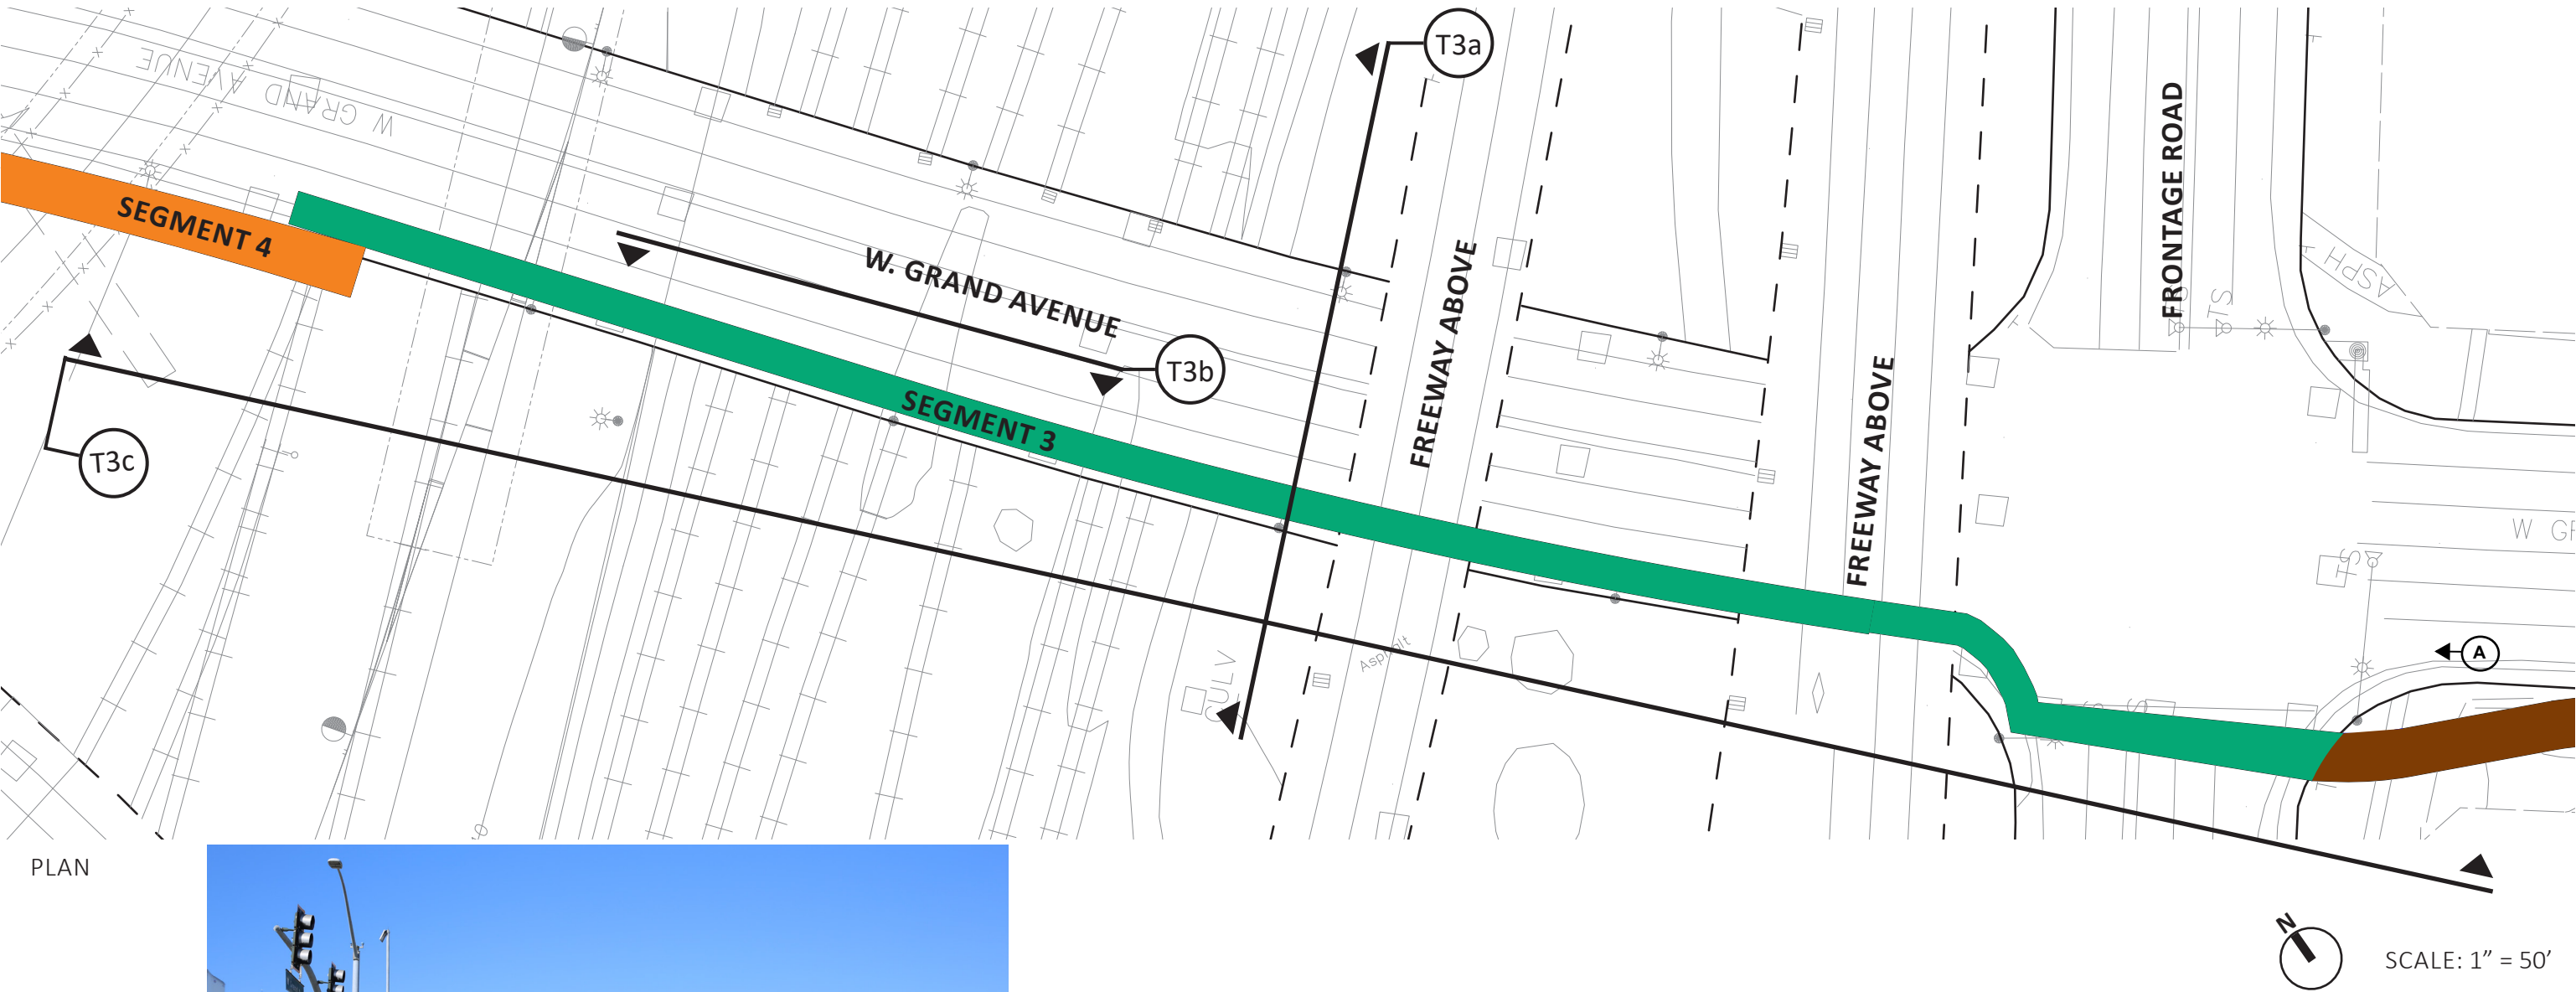 T3a
W GRAND AVENUE
SEGMENT 4
W. GRAND AVENUE
T3b
FREEWAY ABOVE
FRONTAGE ROAD
ASPH
ST
SEGMENT 3
FREEWAY ABOVE
T3c
W GR
A
Asphalt
PLAN
N
SCALE: 1” = 50’